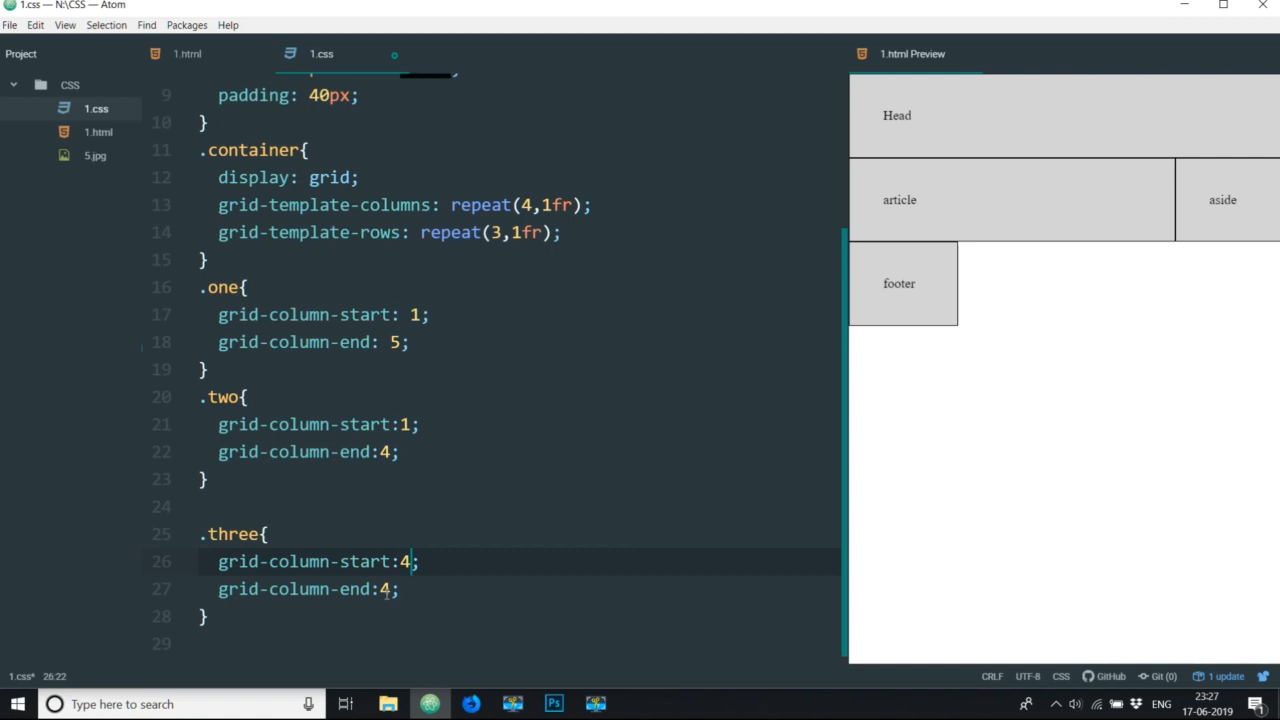 1.css — N:\CSS — Atom
File Edit View Selection Find Packages Help
Project
1.html
1.css
1.html Preview
CSS
1.css
1.html
5.jpg
9 padding: 40px;
10 }
11 .container{
12 display: grid;
13 grid-template-columns: repeat(4,1fr);
14 grid-template-rows: repeat(3,1fr);
15 }
16 .one{
17 grid-column-start: 1;
18 grid-column-end: 5;
19 }
20 .two{
21 grid-column-start:1;
22 grid-column-end:4;
23 }
24
25 .three{
26 grid-column-start:4;
27 grid-column-end:4;
28 }
29
Head
article
aside
footer
1.css* 26:22
CRLF UTF-8 CSS GitHub Git (0) 1 update
Type here to search
Ps
ENG
23:27
17-06-2019
1